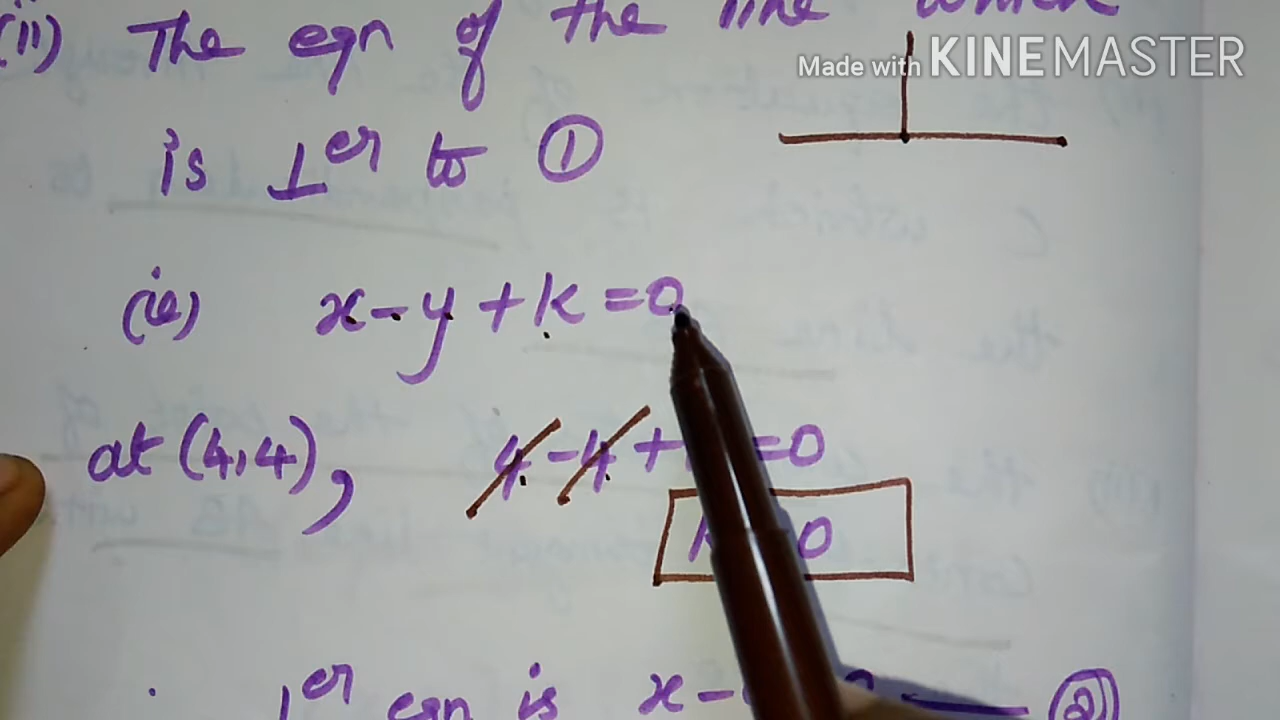 (ii) The eqn of the line which
Made with KINEMASTER
is ⊥er to ①
(ie) x - y + k = 0
at (4,4), 4 - 4 + = 0
k 0
⊥er eqn is x - ②